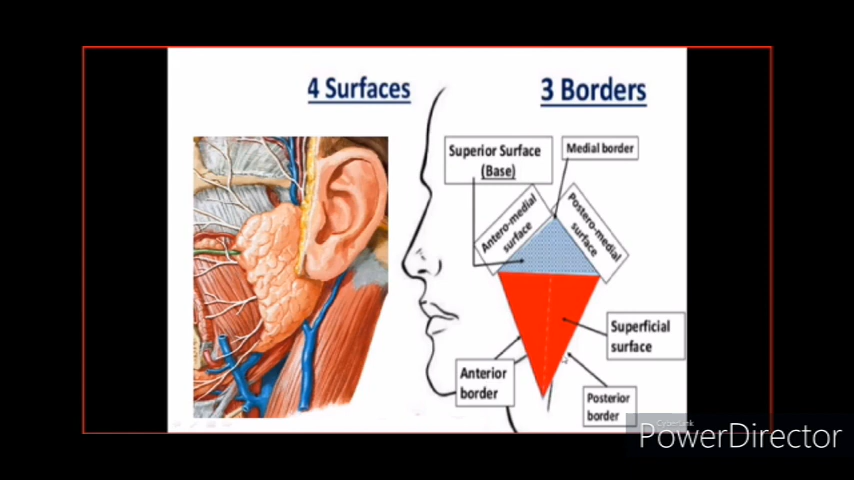 4 Surfaces
3 Borders
Superior Surface
(Base)
Medial border
Antero-medial
surface
Postero-medial
surface
Superficial
surface
Anterior
border
Posterior
border
CyberLink
PowerDirector